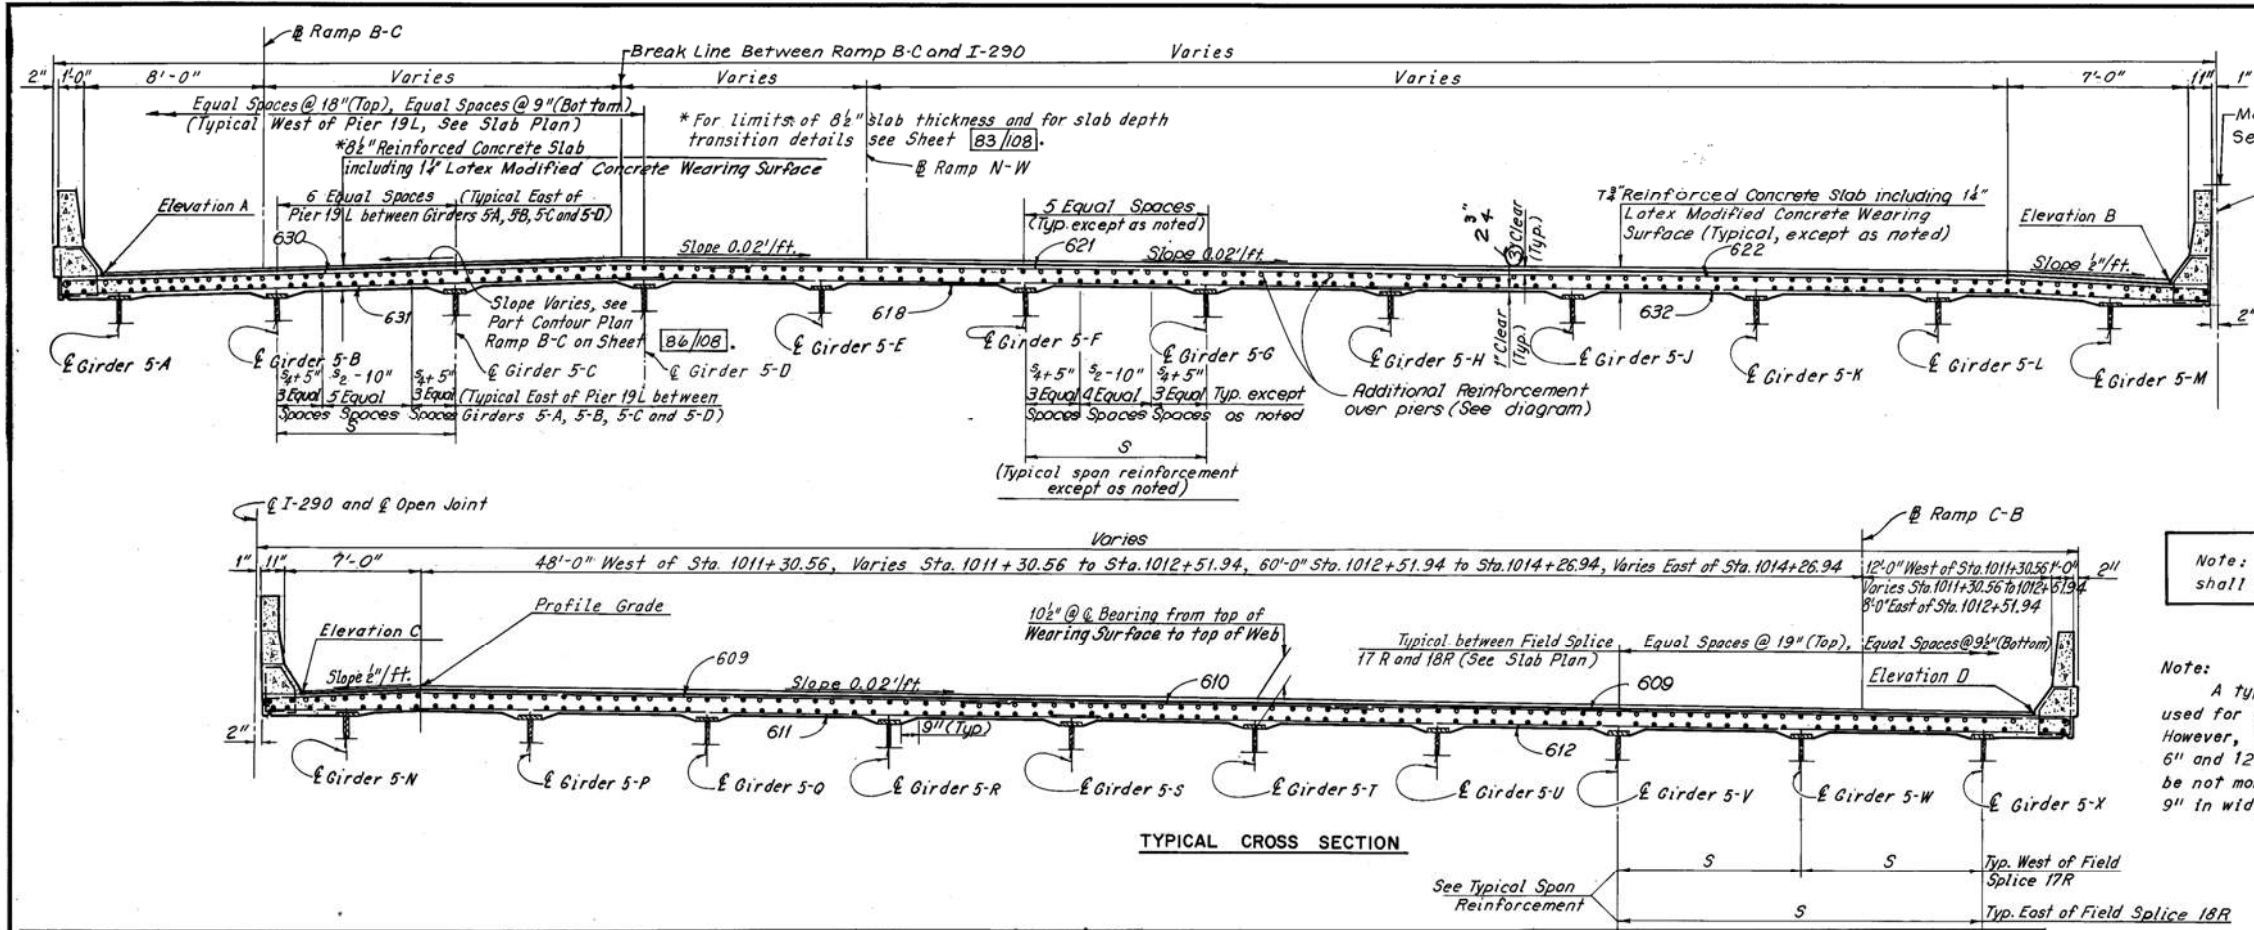 ℔ Ramp B-C
Break Line Between Ramp B-C and I-290
Varies
2" 1'-0" 8'-0" Varies Varies Varies 7'-0" 11" 1"
Equal Spaces @ 18" (Top), Equal Spaces @ 9" (Bottom)
(Typical West of Pier 19L, See Slab Plan)
* For limits of 8½" slab thickness and for slab depth
transition details see Sheet 83/108.
*8½" Reinforced Concrete Slab
including 1¼" Latex Modified Concrete Wearing Surface
℔ Ramp N-W
6 Equal Spaces (Typical East of
Pier 19L between Girders 5A, 5B, 5-C and 5-D)
Elevation A
630
5 Equal Spaces
(Typ. except as noted)
621
2¾"
(3) Clear
(Typ.)
7¾" Reinforced Concrete Slab including 1¼"
Latex Modified Concrete Wearing
Surface (Typical, except as noted)
622
Elevation B
Se
Slope 0.02'/ft.
Slope 0.02'/ft.
Slope ½"/ft.
Slope Varies, see
Part Contour Plan
Ramp B-C on Sheet 86/108.
631
618
632
1" Clear
(Typ.)
2"
℄ Girder 5-A
℄ Girder 5-B
℄ Girder 5-C
℄ Girder 5-D
℄ Girder 5-E
℄ Girder 5-F
℄ Girder 5-G
℄ Girder 5-H
℄ Girder 5-J
℄ Girder 5-K
℄ Girder 5-L
℄ Girder 5-M
S/4+5" S/2-10" S/4+5"
3 Equal 5 Equal 3 Equal (Typical East of Pier 19L between
Spaces Spaces Spaces Girders 5-A, 5-B, 5-C and 5-D)
S
S/4+5" S/2-10" S/4+5"
3 Equal 4 Equal 3 Equal Typ. except
Spaces Spaces Spaces as noted
S
(Typical span reinforcement
except as noted)
Additional Reinforcement
over piers (See diagram)
℄ I-290 and ℄ Open Joint
℔ Ramp C-B
Varies
1" 11" 7'-0" 48'-0" West of Sta. 1011+30.56, Varies Sta. 1011+30.56 to Sta. 1012+51.94, 60'-0" Sta. 1012+51.94 to Sta. 1014+26.94, Varies East of Sta. 1014+26.94
12'-0" West of Sta. 1011+30.56 1'-0" 2"
Varies Sta. 1011+30.56 to 1012+51.94
8'-0" East of Sta. 1012+51.94
Note:
shall
Profile Grade
Elevation C
10½" @ ℄ Bearing from top of
Wearing Surface to top of Web
Typical between Field Splice
17R and 18R (See Slab Plan)
Equal Spaces @ 19" (Top), Equal Spaces @ 9½" (Bottom)
Elevation D
Slope ½"/ft.
609
Slope 0.02'/ft.
610
609
2"
611
9" (Typ.)
612
Note:
used for
However,
6" and 12
9" in wid
℄ Girder 5-N
℄ Girder 5-P
℄ Girder 5-Q
℄ Girder 5-R
℄ Girder 5-S
℄ Girder 5-T
℄ Girder 5-U
℄ Girder 5-V
℄ Girder 5-W
℄ Girder 5-X
TYPICAL CROSS SECTION
S S Typ. West of Field
Splice 17R
See Typical Span
Reinforcement
S Typ. East of Field Splice 18R